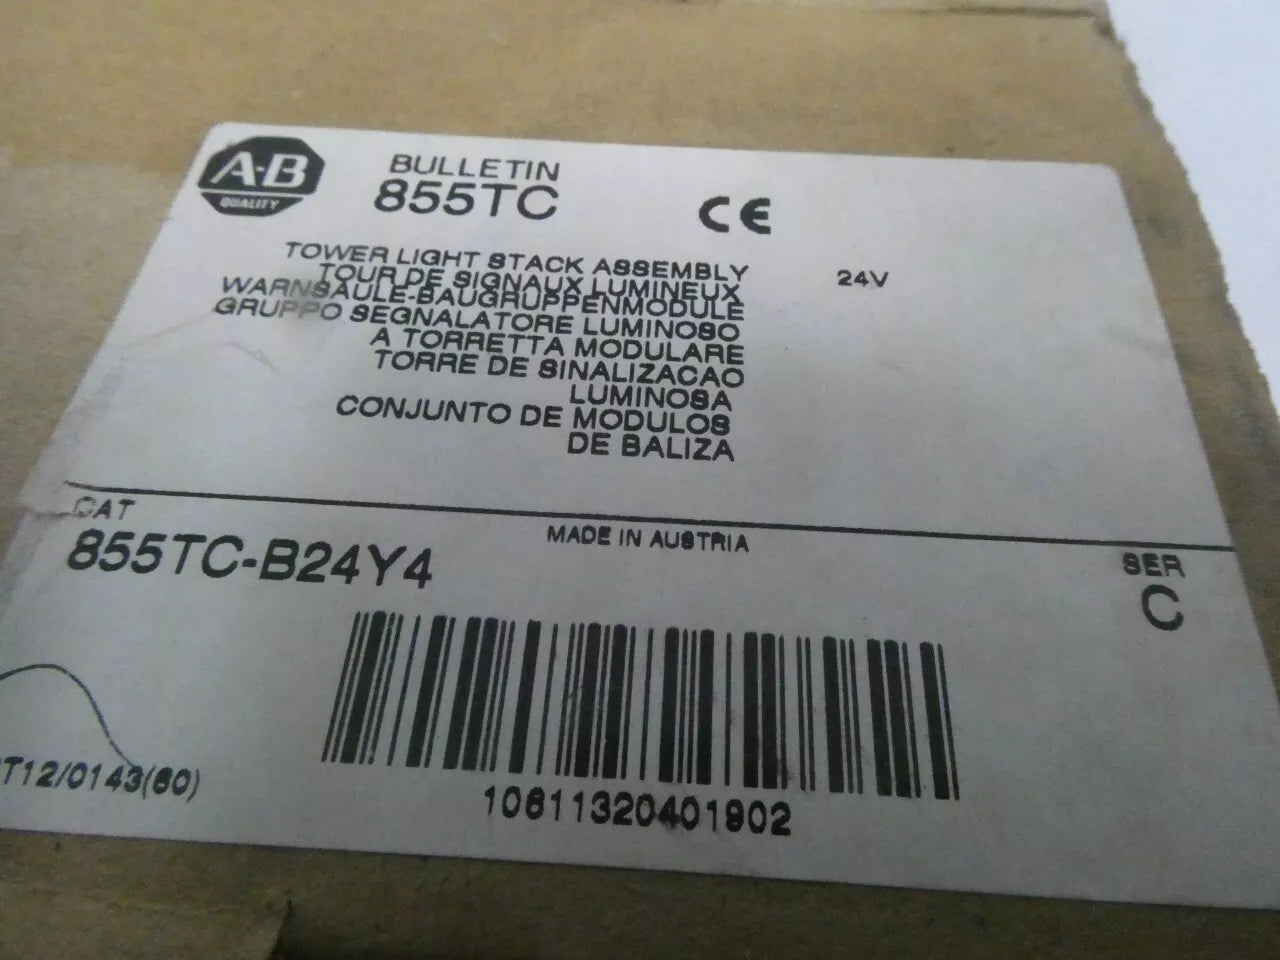 A-B
QUALITY
BULLETIN
855TC
CE
TOWER LIGHT STACK ASSEMBLY
24V
TOUR DE SIGNAUX LUMINEUX
WARNSAULE-BAUGRUPPENMODULE
GRUPPO SEGNALATORE LUMINOSO
A TORRETTA MODULARE
TORRE DE SINALIZACAO
LUMINOSA
CONJUNTO DE MODULOS
DE BALIZA
CAT
855TC-B24Y4
MADE IN AUSTRIA
SER
C
T12/0143(60)
10611320401902